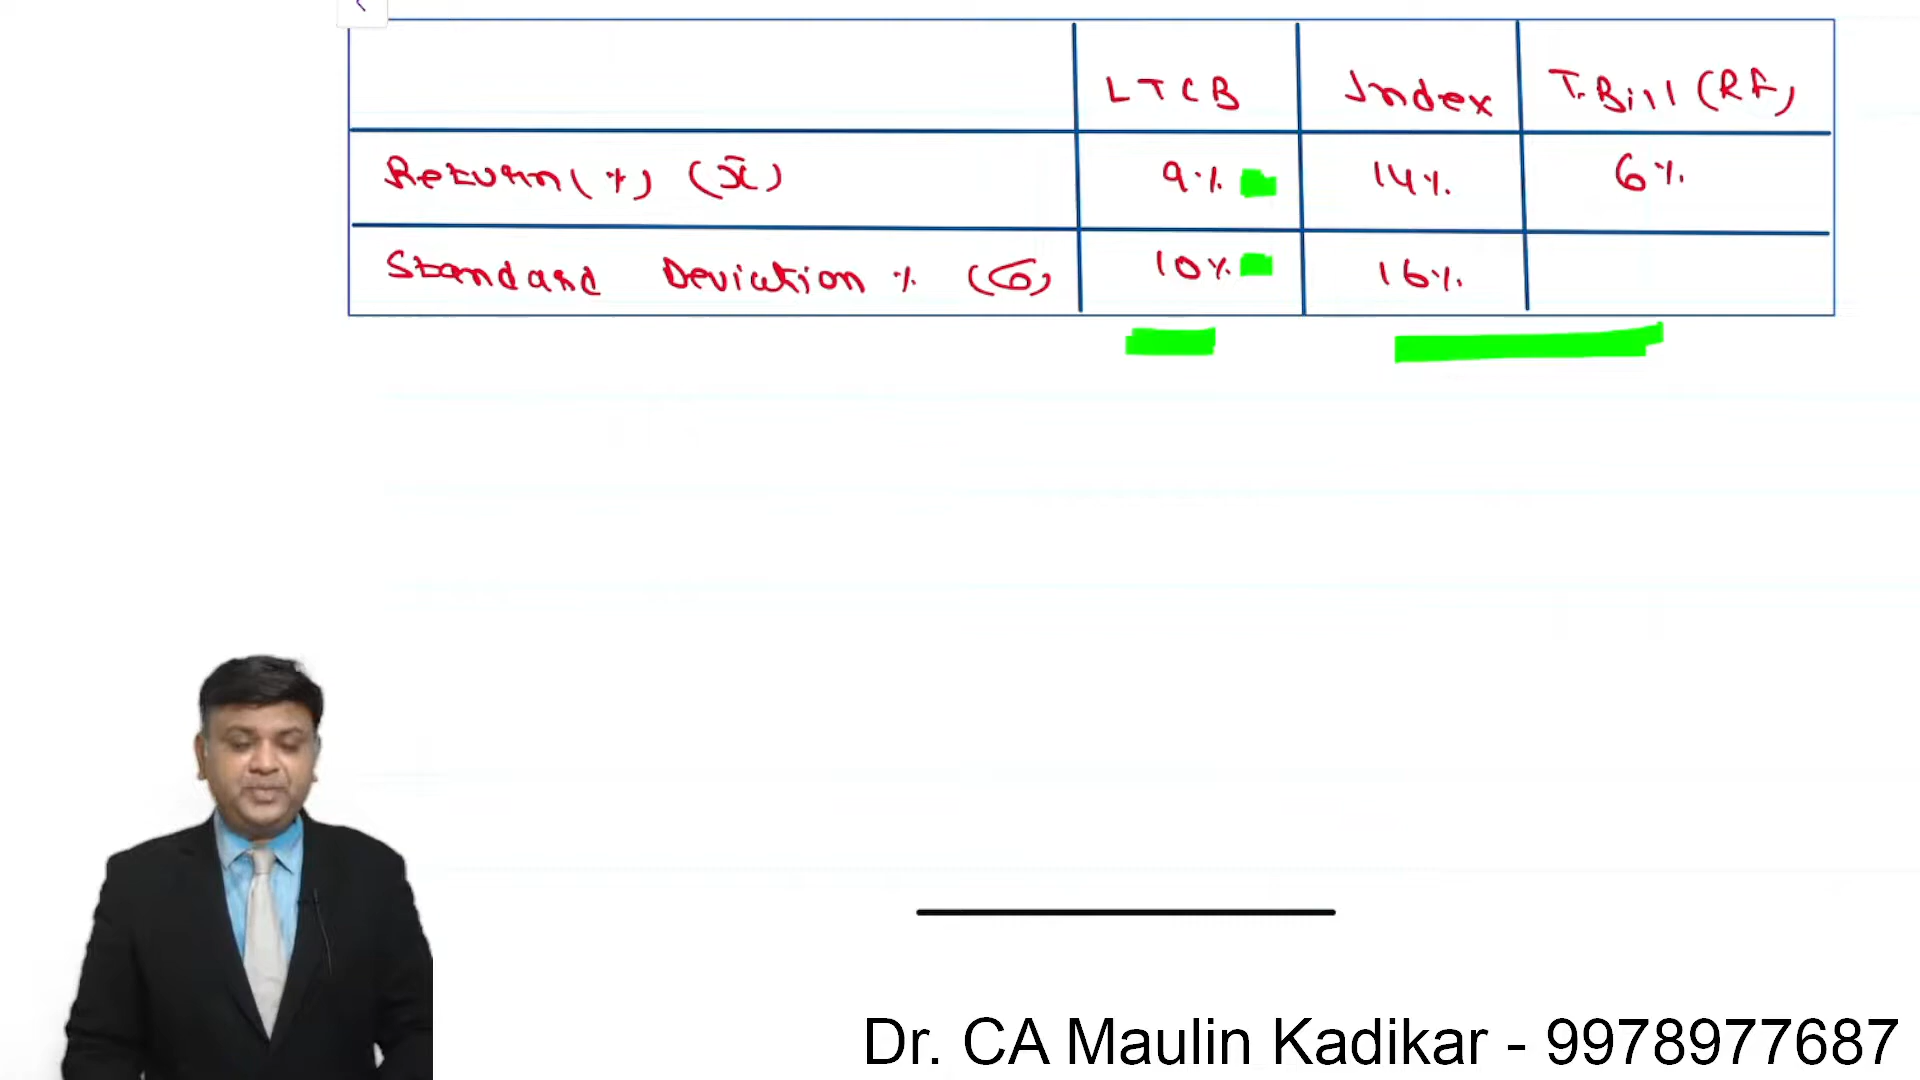 LTCB Index T.Bill (RF)
Return (%) (x̄) 9% 14% 6%
Standard Deviation % (σ) 10% 16%
Dr. CA Maulin Kadikar - 9978977687